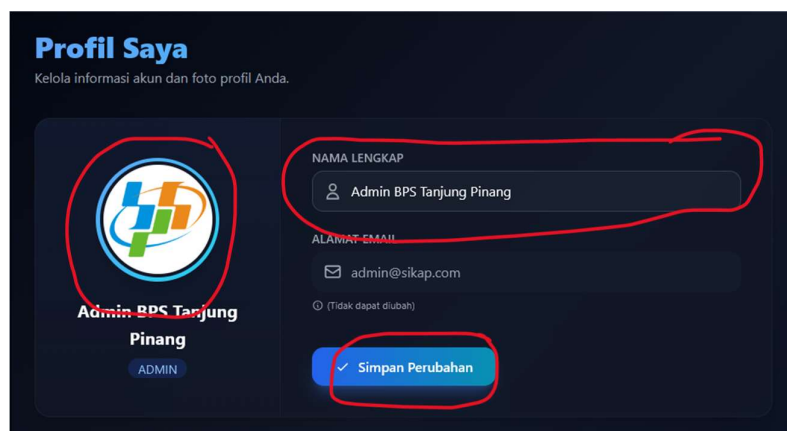 Profil Saya
Kelola informasi akun dan foto profil Anda.
Admin BPS Tanjung
Pinang
ADMIN
NAMA LENGKAP
Admin BPS Tanjung Pinang
ALAMAT EMAIL
admin@sikap.com
(Tidak dapat diubah)
Simpan Perubahan